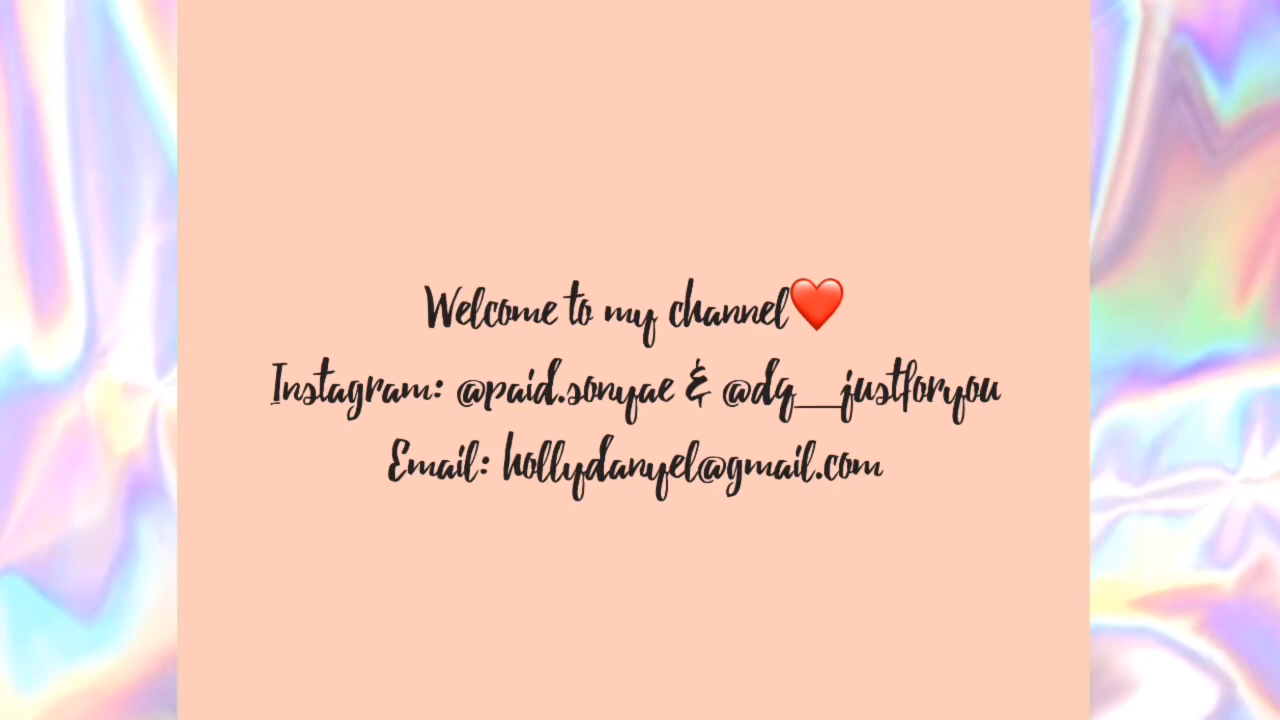 Welcome to my channel❤️
Instagram: @paid.sonyae & @dq__justforyou
Email: hollydanyel@gmail.com